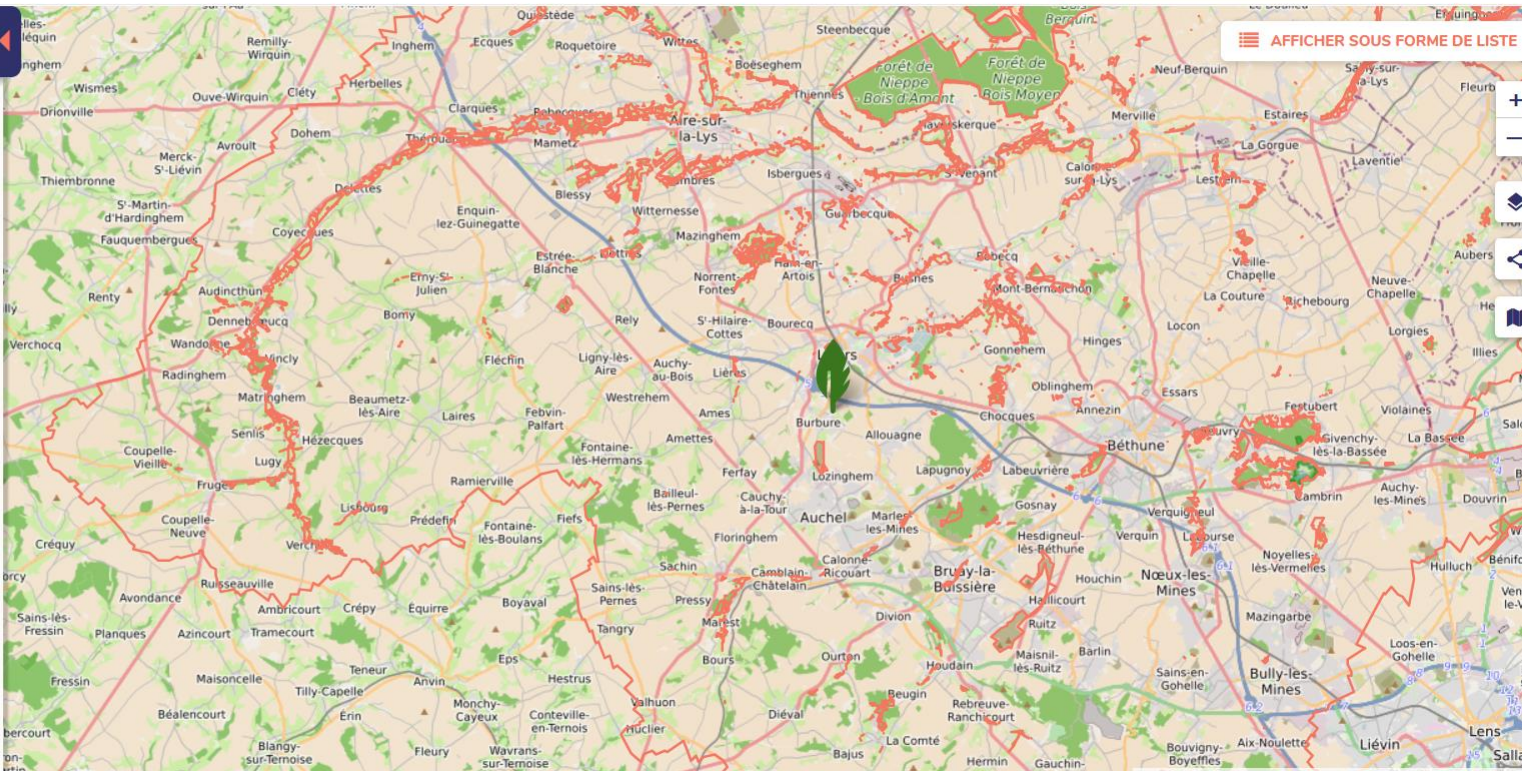 Quiestède
Steenbecque
Berquin
Remilly-
Wirquin
Inghem
Ecques
Roquetoire
Wittes
Boëseghem
AFFICHER SOUS FORME DE LISTE
Forêt de
Nieppe
Bois d'Amont
Forêt de
Nieppe
Bois Moyen
Neuf-Berquin
Sailly-sur-
la-Lys
Wismes
Ouve-Wirquin
Cléty
Herbelles
Thiennes
Drionville
Clarques
Rebecques
Aire-sur-
la-Lys
Merville
Estaires
Dohem
Mametz
Avroult
Merck-
St-Liévin
La Gorgue
Laventie
Thiembronne
Delettes
Blessy
Isbergues
St-Venant
Calonne-
sur-la-Lys
Lestrem
St-Martin-
d'Hardinghem
Enquin-
lez-Guinegatte
Witternesse
Guarbecque
Fauquembergues
Coyecques
Mazinghem
Estrée-
Blanche
Norrent-
Fontes
Ham-en-
Artois
Busnes
Robecq
Mont-Bernanchon
Vieille-
Chapelle
Aubers
Renty
Audincthun
Erny-St-
Julien
La Couture
Richebourg
Neuve-
Chapelle
Dennebroeucq
Bomy
Rely
St-Hilaire-
Cottes
Bourecq
Locon
Lorgies
Verchocq
Wandonne
Vincly
Fléchin
Ligny-lès-
Aire
Auchy-
au-Bois
Lières
Gonnehem
Hinges
Illies
Radinghem
Matringhem
Beaumetz-
lès-Aire
Laires
Febvin-
Palfart
Westrehem
Ames
Burbure
Chocques
Oblinghem
Annezin
Essars
Festubert
Violaines
Senlis
Hézecques
Amettes
Allouagne
Béthune
Givenchy-
lès-la-Bassée
La Bassée
Coupelle-
Vieille
Lugy
Fontaine-
lès-Hermans
Ferfay
Lozinghem
Lapugnoy
Labeuvrière
Fruges
Ramierville
Bailleul-
lès-Pernes
Cauchy-
à-la-Tour
Auchel
Marles-
les-Mines
Gosnay
Verquigneul
Cambrin
Auchy-
les-Mines
Douvrin
Coupelle-
Neuve
Lisbourg
Prédefin
Fontaine-
lès-Boulans
Fiefs
Floringhem
Hesdigneul-
lès-Béthune
Verquin
Labourse
Créquy
Verchin
Sachin
Camblain-
Châtelain
Calonne-
Ricouart
Bruay-la-
Buissière
Houchin
Nœux-les-
Mines
Noyelles-
lès-Vermelles
Hulluch
Ruisseauville
Avondance
Ambricourt
Crépy
Équirre
Boyaval
Sains-lès-
Pernes
Pressy
Marest
Divion
Haillicourt
Ruitz
Mazingarbe
Sains-lès-
Fressin
Planques
Azincourt
Tramecourt
Tangry
Bours
Ourton
Houdain
Maisnil-
lès-Ruitz
Barlin
Sains-en-
Gohelle
Bully-les-
Mines
Loos-en-
Gohelle
Fressin
Maisoncelle
Teneur
Tilly-Capelle
Anvin
Eps
Hestrus
Valhuon
Diéval
Beugin
Rebreuve-
Ranchicourt
Béalencourt
Érin
Monchy-
Cayeux
Conteville-
en-Ternois
Huclier
La Comté
Lens
Blangy-
sur-Ternoise
Fleury
Wavrans-
sur-Ternoise
Bajus
Hermin
Gauchin-
Bouvigny-
Boyeffles
Aix-Noulette
Liévin